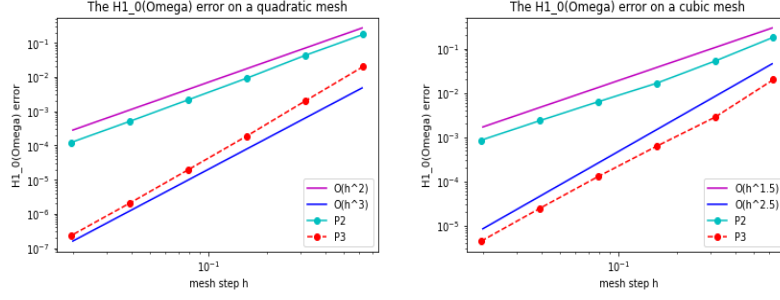 The H1_0(Omega) error on a quadratic mesh
H1_0(Omega) error
10^-1
10^-2
10^-3
10^-4
10^-5
10^-6
10^-7
O(h^2)
O(h^3)
P2
P3
10^-1
mesh step h
The H1_0(Omega) error on a cubic mesh
H1_0(Omega) error
10^-1
10^-2
10^-3
10^-4
10^-5
O(h^1.5)
O(h^2.5)
P2
P3
10^-1
mesh step h